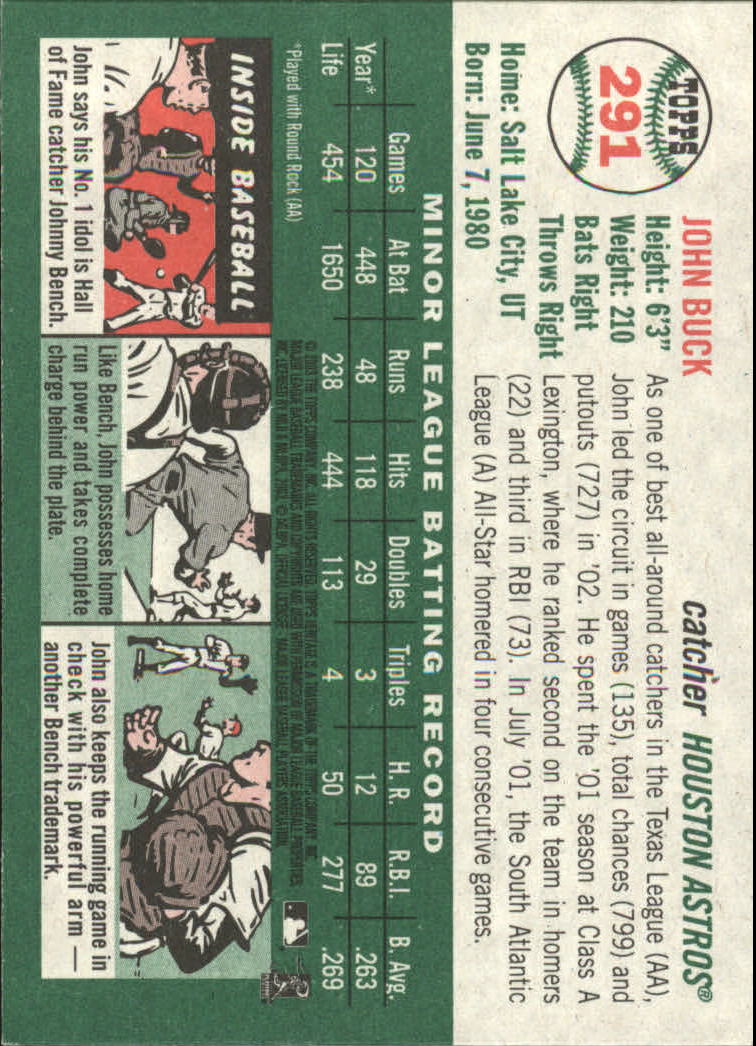 TOPPS
291
JOHN BUCK
catcher HOUSTON ASTROS®
Height: 6'3"
Weight: 210
Bats Right
Throws Right
Home: Salt Lake City, UT
Born: June 7, 1980
As one of best all-around catchers in the Texas League (AA),
John led the circuit in games (135), total chances (799) and
putouts (727) in '02. He spent the '01 season at Class A
Lexington, where he ranked second on the team in homers
(22) and third in RBI (73). In July '01, the South Atlantic
League (A) All-Star homered in four consecutive games.
MINOR LEAGUE BATTING RECORD
Games At Bat Runs Hits Doubles Triples H. R. R.B.I. B. Avg.
Year* 120 448 48 118 29 3 12 89 .263
Life 454 1650 238 444 113 4 50 277 .269
*Played with Round Rock (AA)
INSIDE BASEBALL
John says his No. 1 idol is Hall
of Fame catcher Johnny Bench.
Like Bench, John possesses home
run power and takes complete
charge behind the plate.
John also keeps the running game in
check with his powerful arm —
another Bench trademark.